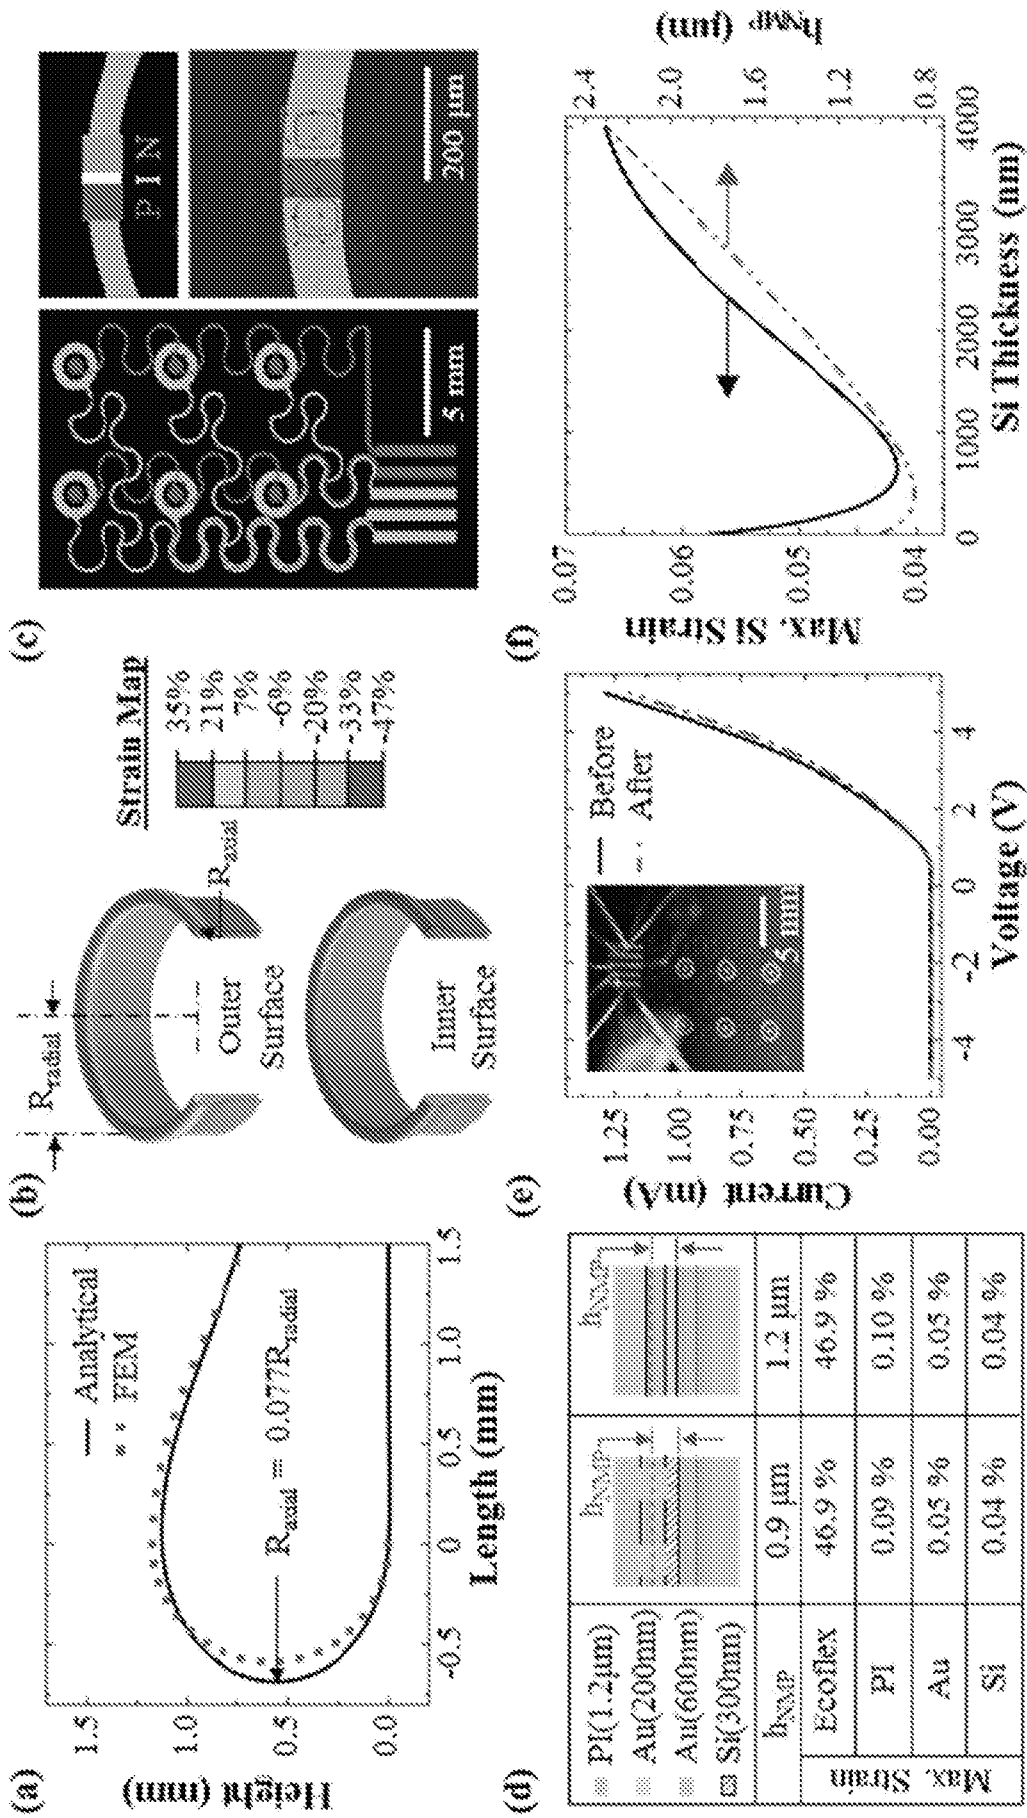 (a)
Height (mm)
1.5
1.0
0.5
0.0
Analytical
FEM
R_axial = 0.077R_radial
-0.5
0
0.5
1.0
1.5
Length (mm)
(b)
R_radial
R_axial
Outer
Surface
Inner
Surface
Strain Map
35%
21%
7%
-6%
-20%
-33%
-47%
(c)
5 mm
P I N
200 μm
(d)
PI(1.2μm)
Au(200nm)
Au(600nm)
Si(300nm)
h_NMP
h_NMP
h_NMP 0.9 μm 1.2 μm
Max. Strain
Ecoflex 46.9 % 46.9 %
PI 0.09 % 0.10 %
Au 0.05 % 0.05 %
Si 0.04 % 0.04 %
(e)
Current (mA)
1.25
1.00
0.75
0.50
0.25
0.00
Before
After
5 mm
-4
-2
0
2
4
Voltage (V)
(f)
Max. Si Strain
0.07
0.06
0.05
0.04
0
1000
2000
3000
4000
Si Thickness (nm)
2.4
2.0
1.6
1.2
0.8
h_NMP (μm)